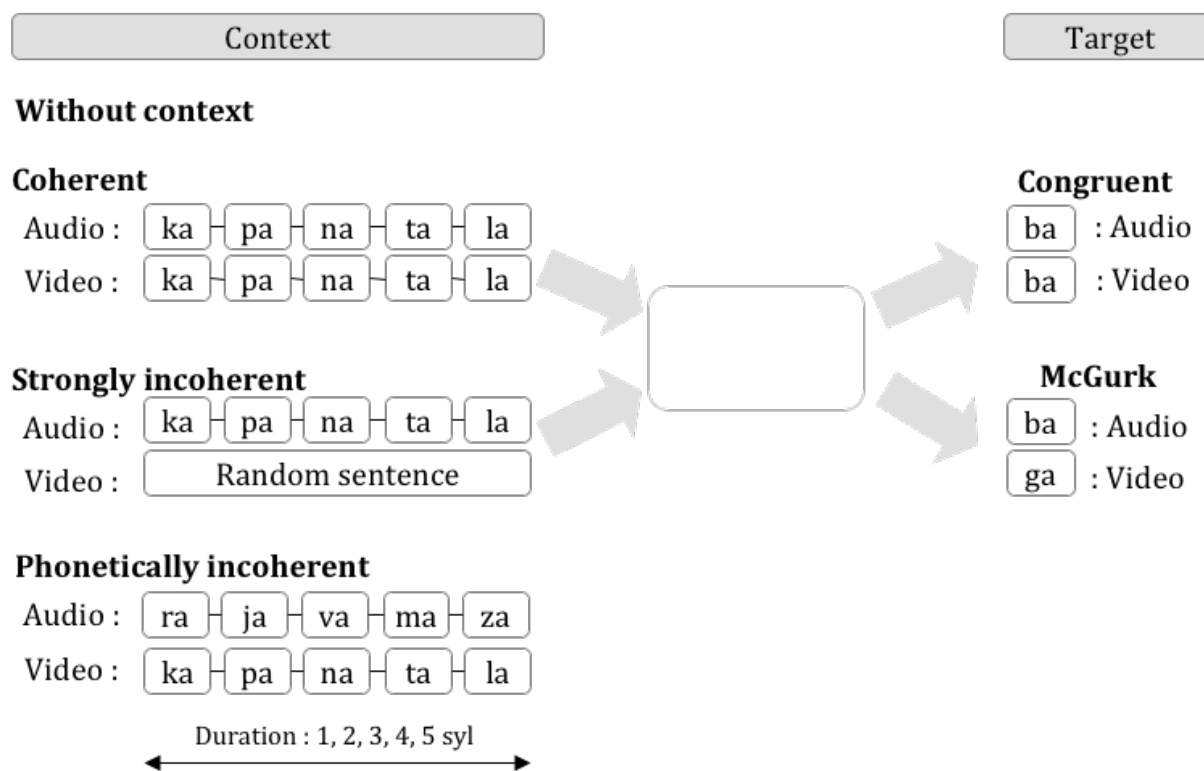 Context
Target
Without context
Coherent
Audio : ka pa na ta la
Video : ka pa na ta la
Congruent
ba : Audio
ba : Video
Strongly incoherent
Audio : ka pa na ta la
Video : Random sentence
McGurk
ba : Audio
ga : Video
Phonetically incoherent
Audio : ra ja va ma za
Video : ka pa na ta la
Duration : 1, 2, 3, 4, 5 syl